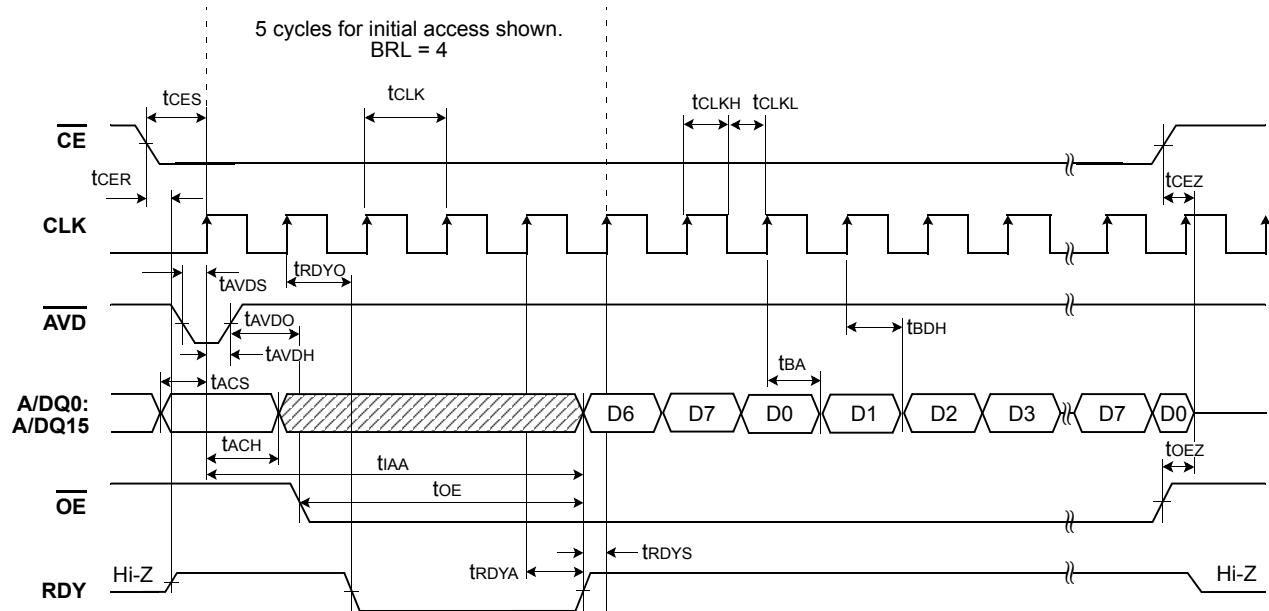 5 cycles for initial access shown.
BRL = 4
tCES
tCLK
tCLKH
tCLKL
CE
tCER
tCEZ
CLK
tRDYO
tAVDS
AVD
tAVDO
tBDH
tAVDH
tBA
tACS
A/DQ0:
A/DQ15
D6
D7
D0
D1
D2
D3
D7
D0
tACH
tIAA
tOEZ
OE
tOE
tRDYS
tRDYA
RDY
Hi-Z
Hi-Z